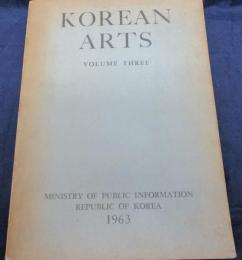 KOREAN
ARTS
VOLUME THREE
MINISTRY OF PUBLIC INFORMATION
REPUBLIC OF KOREA
1963